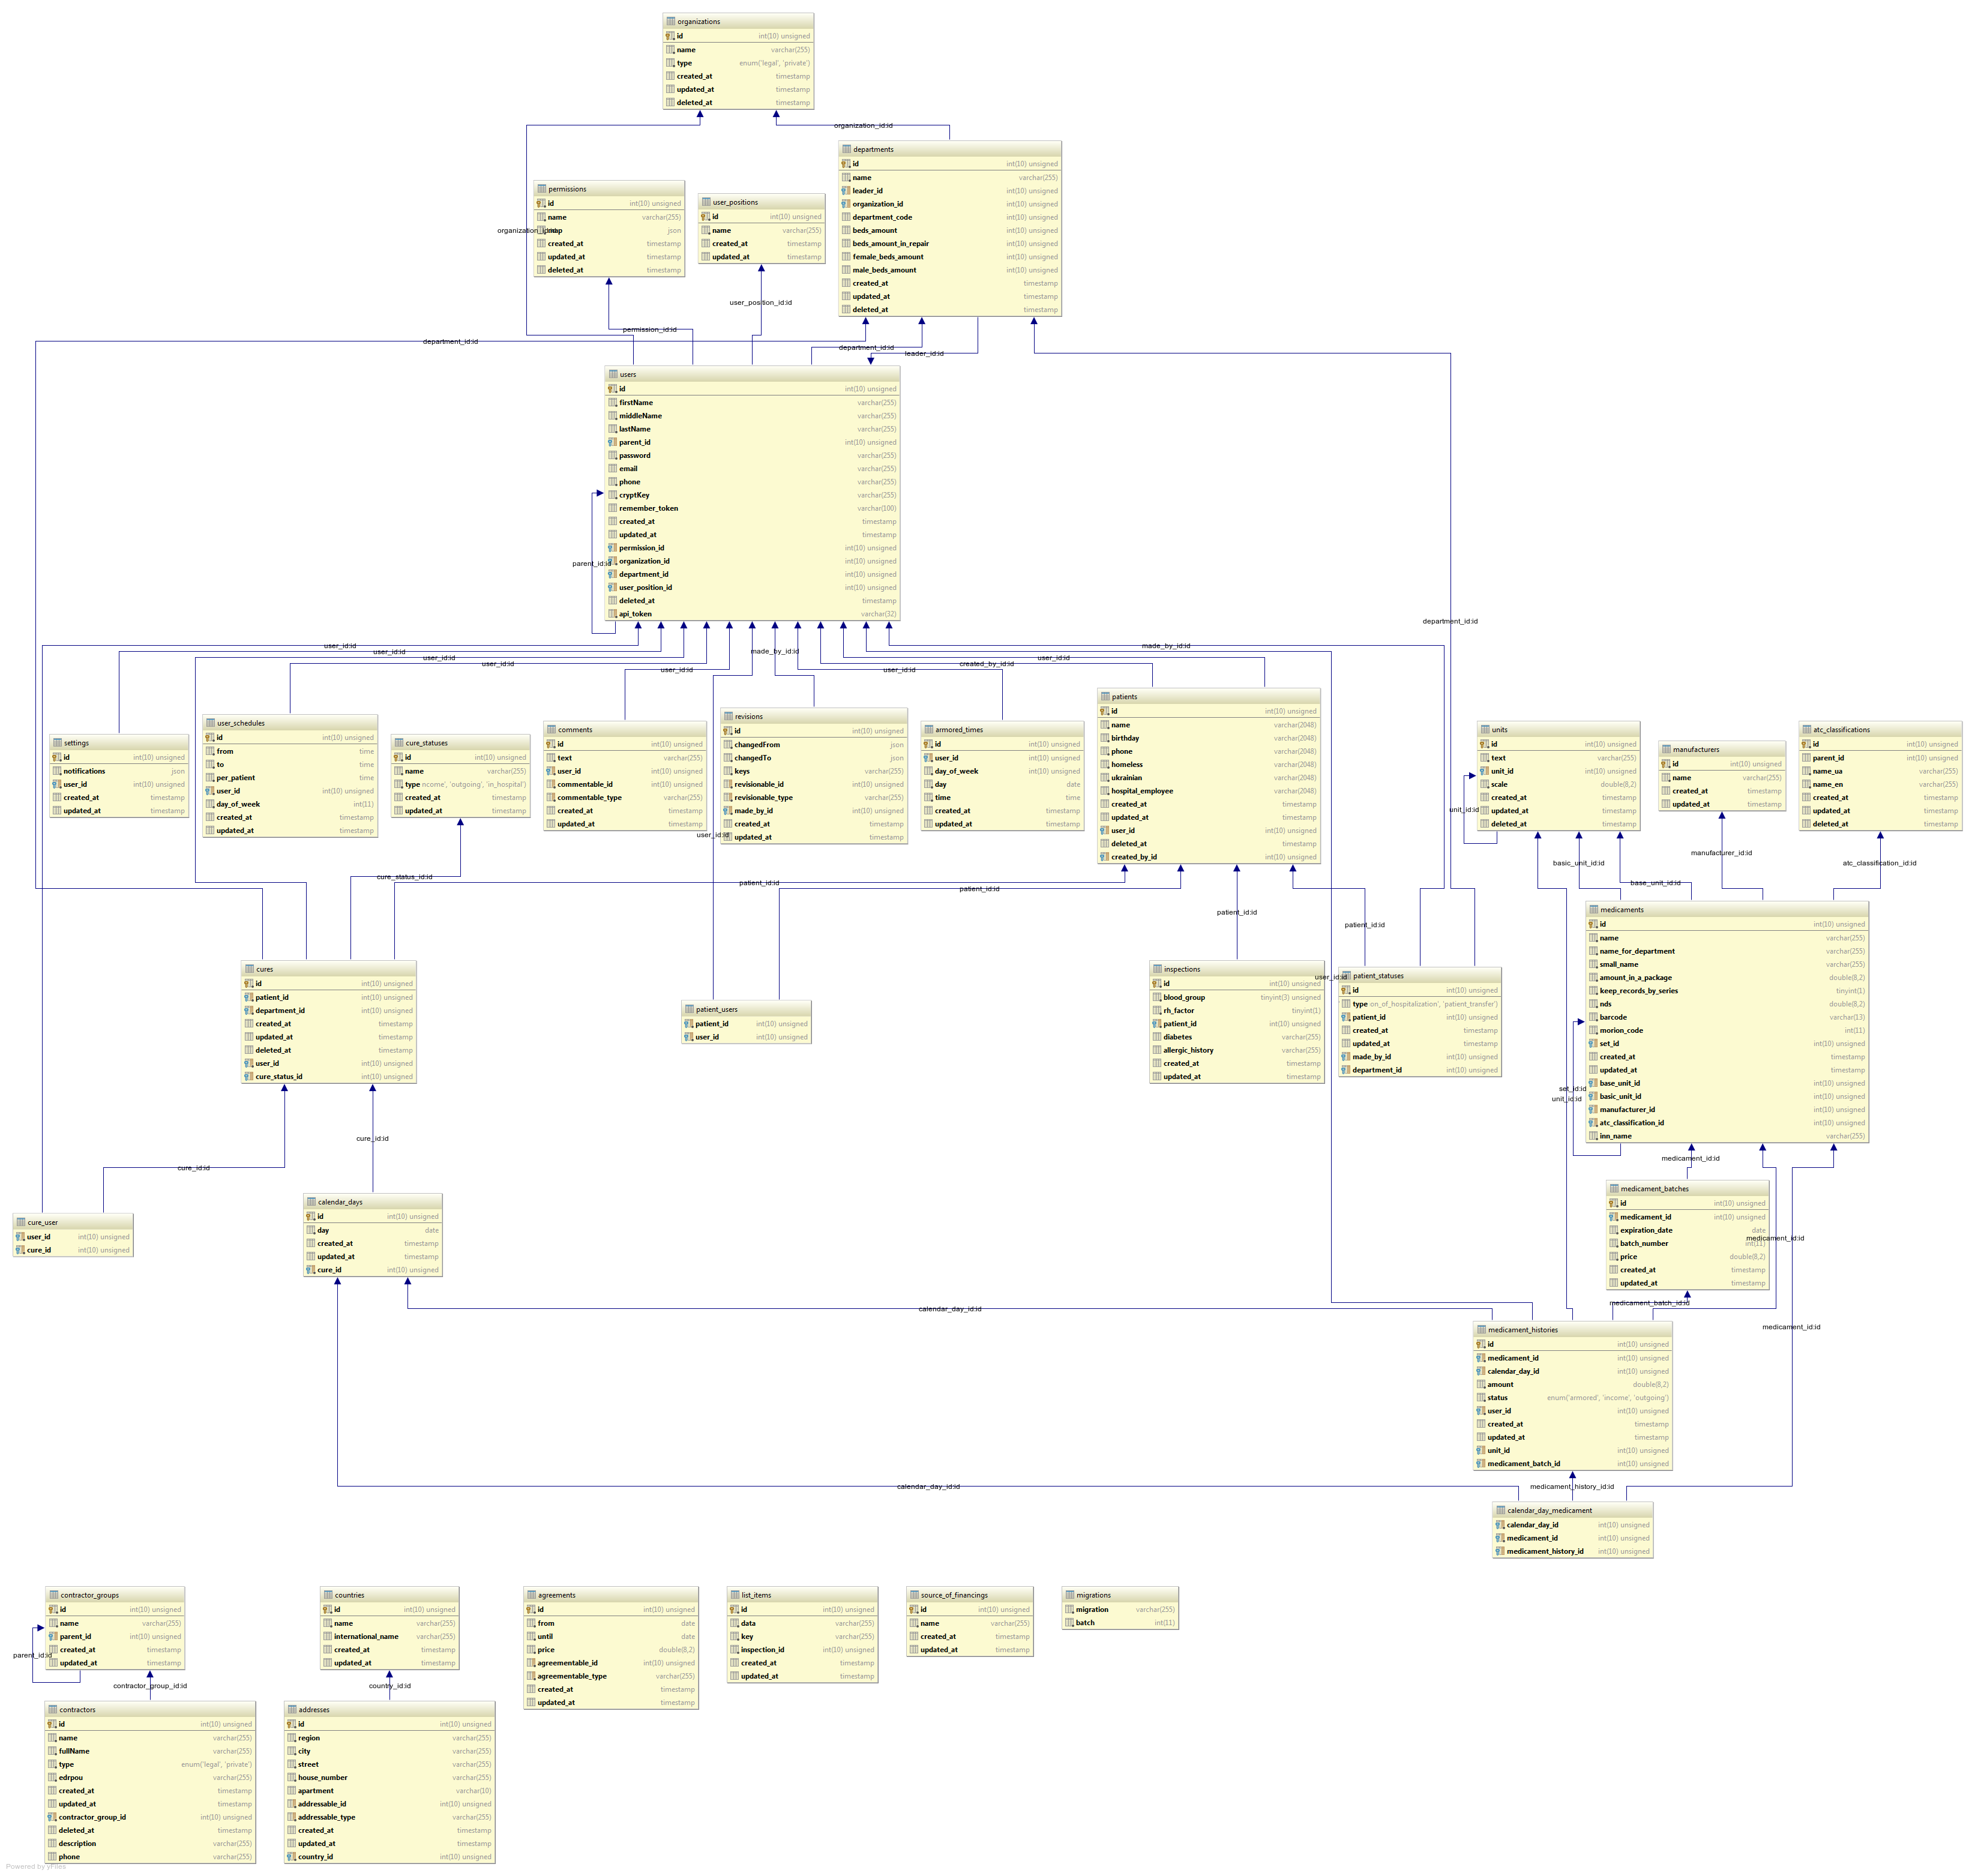 organizations
id int(10) unsigned
name varchar(255)
type enum('legal', 'private')
created_at timestamp
updated_at timestamp
deleted_at timestamp
organization_id:id
departments
id int(10) unsigned
name varchar(255)
leader_id int(10) unsigned
organization_id int(10) unsigned
department_code int(10) unsigned
beds_amount int(10) unsigned
beds_amount_in_repair int(10) unsigned
female_beds_amount int(10) unsigned
male_beds_amount int(10) unsigned
created_at timestamp
updated_at timestamp
deleted_at timestamp
permissions
id int(10) unsigned
name varchar(255)
json
created_at timestamp
updated_at timestamp
deleted_at timestamp
user_positions
id int(10) unsigned
name varchar(255)
created_at timestamp
updated_at timestamp
user_position_id:id
permission_id:id
department_id:id
department_id:id
leader_id:id
users
id int(10) unsigned
firstName varchar(255)
middleName varchar(255)
lastName varchar(255)
parent_id int(10) unsigned
password varchar(255)
email varchar(255)
phone varchar(255)
cryptKey varchar(255)
remember_token varchar(100)
created_at timestamp
updated_at timestamp
permission_id int(10) unsigned
organization_id int(10) unsigned
department_id int(10) unsigned
user_position_id int(10) unsigned
deleted_at timestamp
api_token varchar(32)
parent_id:id
department_id:id
user_id:id
user_id:id
user_id:id
user_id:id
user_id:id
made_by_id:id
user_id:id
created_by_id:id
user_id:id
made_by_id:id
settings
id int(10) unsigned
notifications json
user_id int(10) unsigned
created_at timestamp
updated_at timestamp
user_schedules
id int(10) unsigned
from time
to time
per_patient time
user_id int(10) unsigned
day_of_week int(11)
created_at timestamp
updated_at timestamp
cure_statuses
id int(10) unsigned
name varchar(255)
type ncome', 'outgoing', 'in_hospital')
created_at timestamp
updated_at timestamp
comments
id int(10) unsigned
text varchar(255)
user_id int(10) unsigned
commentable_id int(10) unsigned
commentable_type varchar(255)
created_at timestamp
updated_at timestamp
revisions
id int(10) unsigned
changedFrom json
changedTo json
keys varchar(255)
revisionable_id int(10) unsigned
revisionable_type varchar(255)
made_by_id int(10) unsigned
created_at timestamp
updated_at timestamp
user_id:id
armored_times
id int(10) unsigned
user_id int(10) unsigned
day_of_week int(10) unsigned
day date
time time
created_at timestamp
updated_at timestamp
patients
id int(10) unsigned
name varchar(2048)
birthday varchar(2048)
phone varchar(2048)
homeless varchar(2048)
ukrainian varchar(2048)
hospital_employee varchar(2048)
created_at timestamp
updated_at timestamp
user_id int(10) unsigned
deleted_at timestamp
created_by_id int(10) unsigned
units
id int(10) unsigned
text varchar(255)
unit_id int(10) unsigned
scale double(8,2)
created_at timestamp
updated_at timestamp
deleted_at timestamp
unit_id:id
manufacturers
id int(10) unsigned
name varchar(255)
created_at timestamp
updated_at timestamp
atc_classifications
id int(10) unsigned
parent_id int(10) unsigned
name_ua varchar(255)
name_en varchar(255)
created_at timestamp
updated_at timestamp
deleted_at timestamp
cure_status_id:id
patient_id:id
patient_id:id
patient_id:id
patient_id:id
basic_unit_id:id
base_unit_id:id
manufacturer_id:id
atc_classification_id:id
cures
id int(10) unsigned
patient_id int(10) unsigned
department_id int(10) unsigned
created_at timestamp
updated_at timestamp
deleted_at timestamp
user_id int(10) unsigned
cure_status_id int(10) unsigned
patient_users
patient_id int(10) unsigned
user_id int(10) unsigned
inspections
id int(10) unsigned
blood_group tinyint(3) unsigned
rh_factor tinyint(1)
patient_id int(10) unsigned
diabetes varchar(255)
allergic_history varchar(255)
created_at timestamp
updated_at timestamp
user_id:id
patient_statuses
id int(10) unsigned
type on_of_hospitalization', 'patient_transfer')
patient_id int(10) unsigned
created_at timestamp
updated_at timestamp
made_by_id int(10) unsigned
department_id int(10) unsigned
medicaments
id int(10) unsigned
name varchar(255)
name_for_department varchar(255)
small_name varchar(255)
amount_in_a_package double(8,2)
keep_records_by_series tinyint(1)
nds double(8,2)
barcode varchar(13)
morion_code int(11)
set_id int(10) unsigned
created_at timestamp
updated_at timestamp
base_unit_id int(10) unsigned
basic_unit_id int(10) unsigned
manufacturer_id int(10) unsigned
atc_classification_id int(10) unsigned
inn_name varchar(255)
set_id:id
unit_id:id
cure_id:id
cure_id:id
medicament_id:id
cure_user
user_id int(10) unsigned
cure_id int(10) unsigned
calendar_days
id int(10) unsigned
day date
created_at timestamp
updated_at timestamp
cure_id int(10) unsigned
medicament_batches
id int(10) unsigned
medicament_id int(10) unsigned
expiration_date date
batch_number int(11)
price double(8,2)
created_at timestamp
updated_at timestamp
medicament_id:id
calendar_day_id:id
medicament_batch_id:id
medicament_id:id
medicament_histories
id int(10) unsigned
medicament_id int(10) unsigned
calendar_day_id int(10) unsigned
amount double(8,2)
status enum('armored', 'income', 'outgoing')
user_id int(10) unsigned
created_at timestamp
updated_at timestamp
unit_id int(10) unsigned
medicament_batch_id int(10) unsigned
calendar_day_id:id
medicament_history_id:id
calendar_day_medicament
calendar_day_id int(10) unsigned
medicament_id int(10) unsigned
medicament_history_id int(10) unsigned
contractor_groups
id int(10) unsigned
name varchar(255)
parent_id int(10) unsigned
created_at timestamp
updated_at timestamp
parent_id:id
contractor_group_id:id
countries
id int(10) unsigned
name varchar(255)
international_name varchar(255)
created_at timestamp
updated_at timestamp
country_id:id
agreements
id int(10) unsigned
from date
until date
price double(8,2)
agreementable_id int(10) unsigned
agreementable_type varchar(255)
created_at timestamp
updated_at timestamp
list_items
id int(10) unsigned
data varchar(255)
key varchar(255)
inspection_id int(10) unsigned
created_at timestamp
updated_at timestamp
source_of_financings
id int(10) unsigned
name varchar(255)
created_at timestamp
updated_at timestamp
migrations
migration varchar(255)
batch int(11)
contractors
id int(10) unsigned
name varchar(255)
fullName varchar(255)
type enum('legal', 'private')
edrpou varchar(255)
created_at timestamp
updated_at timestamp
contractor_group_id int(10) unsigned
deleted_at timestamp
description varchar(255)
phone varchar(255)
addresses
id int(10) unsigned
region varchar(255)
city varchar(255)
street varchar(255)
house_number varchar(255)
apartment varchar(10)
addressable_id int(10) unsigned
addressable_type varchar(255)
created_at timestamp
updated_at timestamp
country_id int(10) unsigned
Powered by yFiles